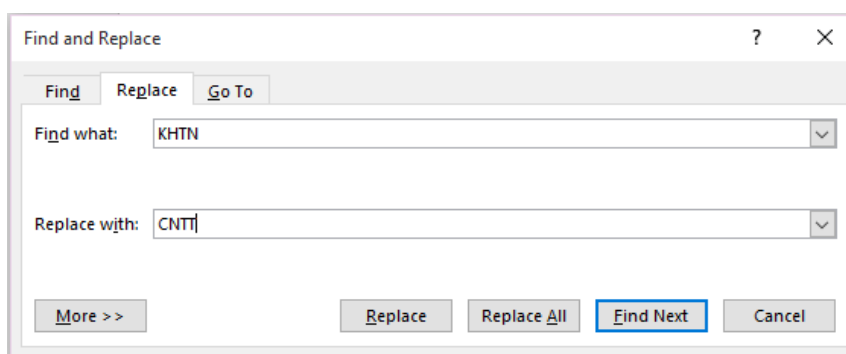 Find and Replace ?
Find Replace Go To
Find what: KHTN
Replace with: CNTT
More >> Replace Replace All Find Next Cancel